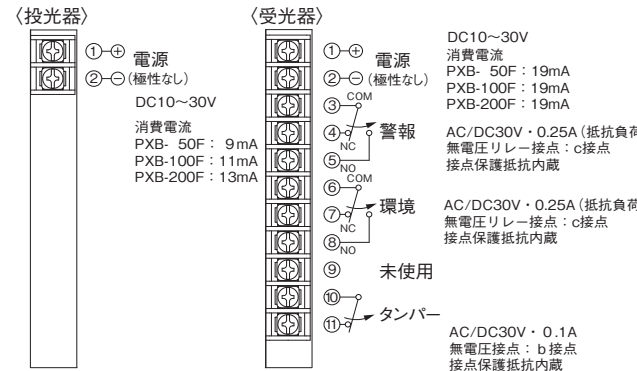 〈投光器〉
①-⊕ 電源
②-⊖(極性なし)
DC10～30V
消費電流
PXB- 50F：9mA
PXB-100F：11mA
PXB-200F：13mA
〈受光器〉
①-⊕ 電源
②-⊖(極性なし)
DC10～30V
消費電流
PXB- 50F：19mA
PXB-100F：19mA
PXB-200F：19mA
③ COM
④ NC 警報
⑤ NO
AC/DC30V・0.25A(抵抗負荷
無電圧リレー接点：c接点
接点保護抵抗内蔵
⑥ COM
⑦ NC 環境
⑧ NO
AC/DC30V・0.25A(抵抗負荷
無電圧リレー接点：c接点
接点保護抵抗内蔵
⑨ 未使用
⑩
⑪ タンパー
AC/DC30V・0.1A
無電圧接点：b接点
接点保護抵抗内蔵